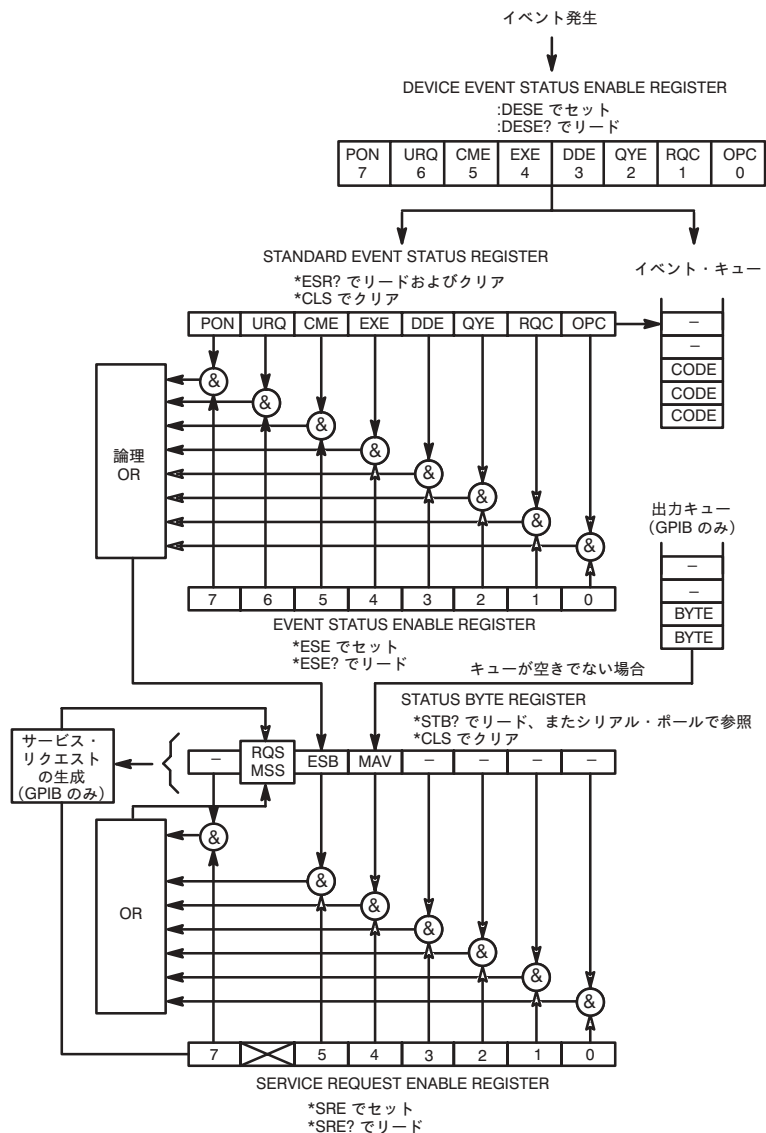 イベント発生
DEVICE EVENT STATUS ENABLE REGISTER
:DESE でセット
:DESE? でリード
PON URQ CME EXE DDE QYE RQC OPC
7 6 5 4 3 2 1 0
STANDARD EVENT STATUS REGISTER
*ESR? でリードおよびクリア
*CLS でクリア
イベント・キュー
PON URQ CME EXE DDE QYE RQC OPC
–
–
CODE
CODE
CODE
& & & & & & & &
論理
OR
出力キュー
(GPIB のみ)
–
–
BYTE
BYTE
7 6 5 4 3 2 1 0
EVENT STATUS ENABLE REGISTER
*ESE でセット
*ESE? でリード
キューが空きでない場合
STATUS BYTE REGISTER
*STB? でリード、またシリアル・ポールで参照
*CLS でクリア
サービス・
リクエスト
の生成
(GPIB のみ)
– RQS ESB MAV – – – –
MSS
& & & & & & &
OR
7 5 4 3 2 1 0
SERVICE REQUEST ENABLE REGISTER
*SRE でセット
*SRE? でリード